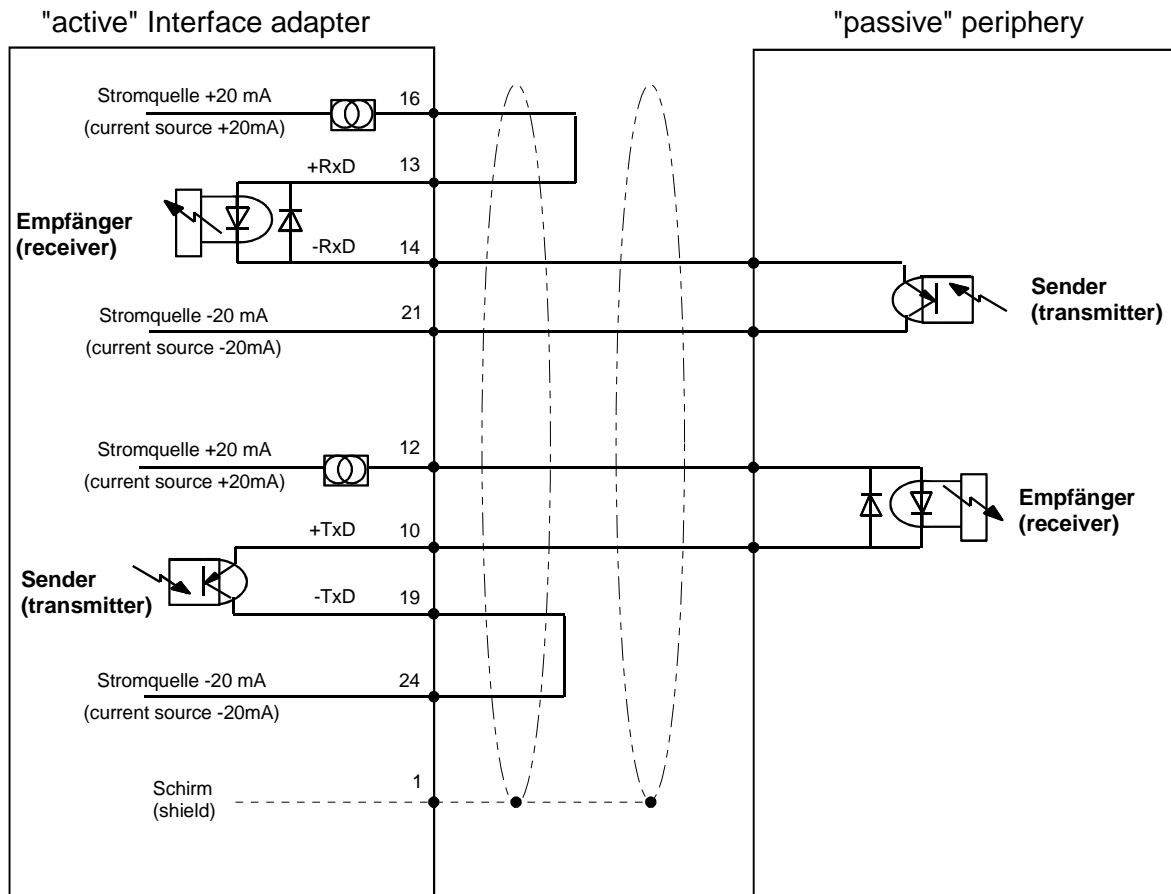 "active" Interface adapter
"passive" periphery
Stromquelle +20 mA
(current source +20mA)
16
+RxD
13
Empfänger
(receiver)
-RxD
14
Sender
(transmitter)
Stromquelle -20 mA
(current source -20mA)
21
Stromquelle +20 mA
(current source +20mA)
12
Empfänger
(receiver)
+TxD
10
Sender
(transmitter)
-TxD
19
Stromquelle -20 mA
(current source -20mA)
24
Schirm
(shield)
1